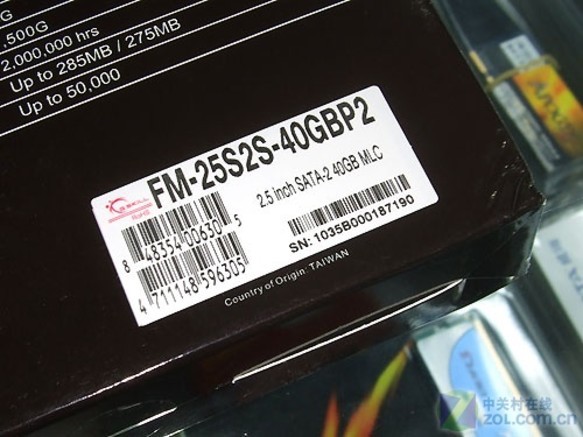 ,500G
2,000,000 hrs
Up to 285MB / 275MB
Up to 50,000
G.SKILL
RoHS
FM-25S2S-40GBP2
2.5 inch SATA-2 40GB MLC
8 48354 00630 5
SN: 1035B000187190
4 711148 596305
Country of Origin: TAIWAN
中关村在线
zol.com.cn